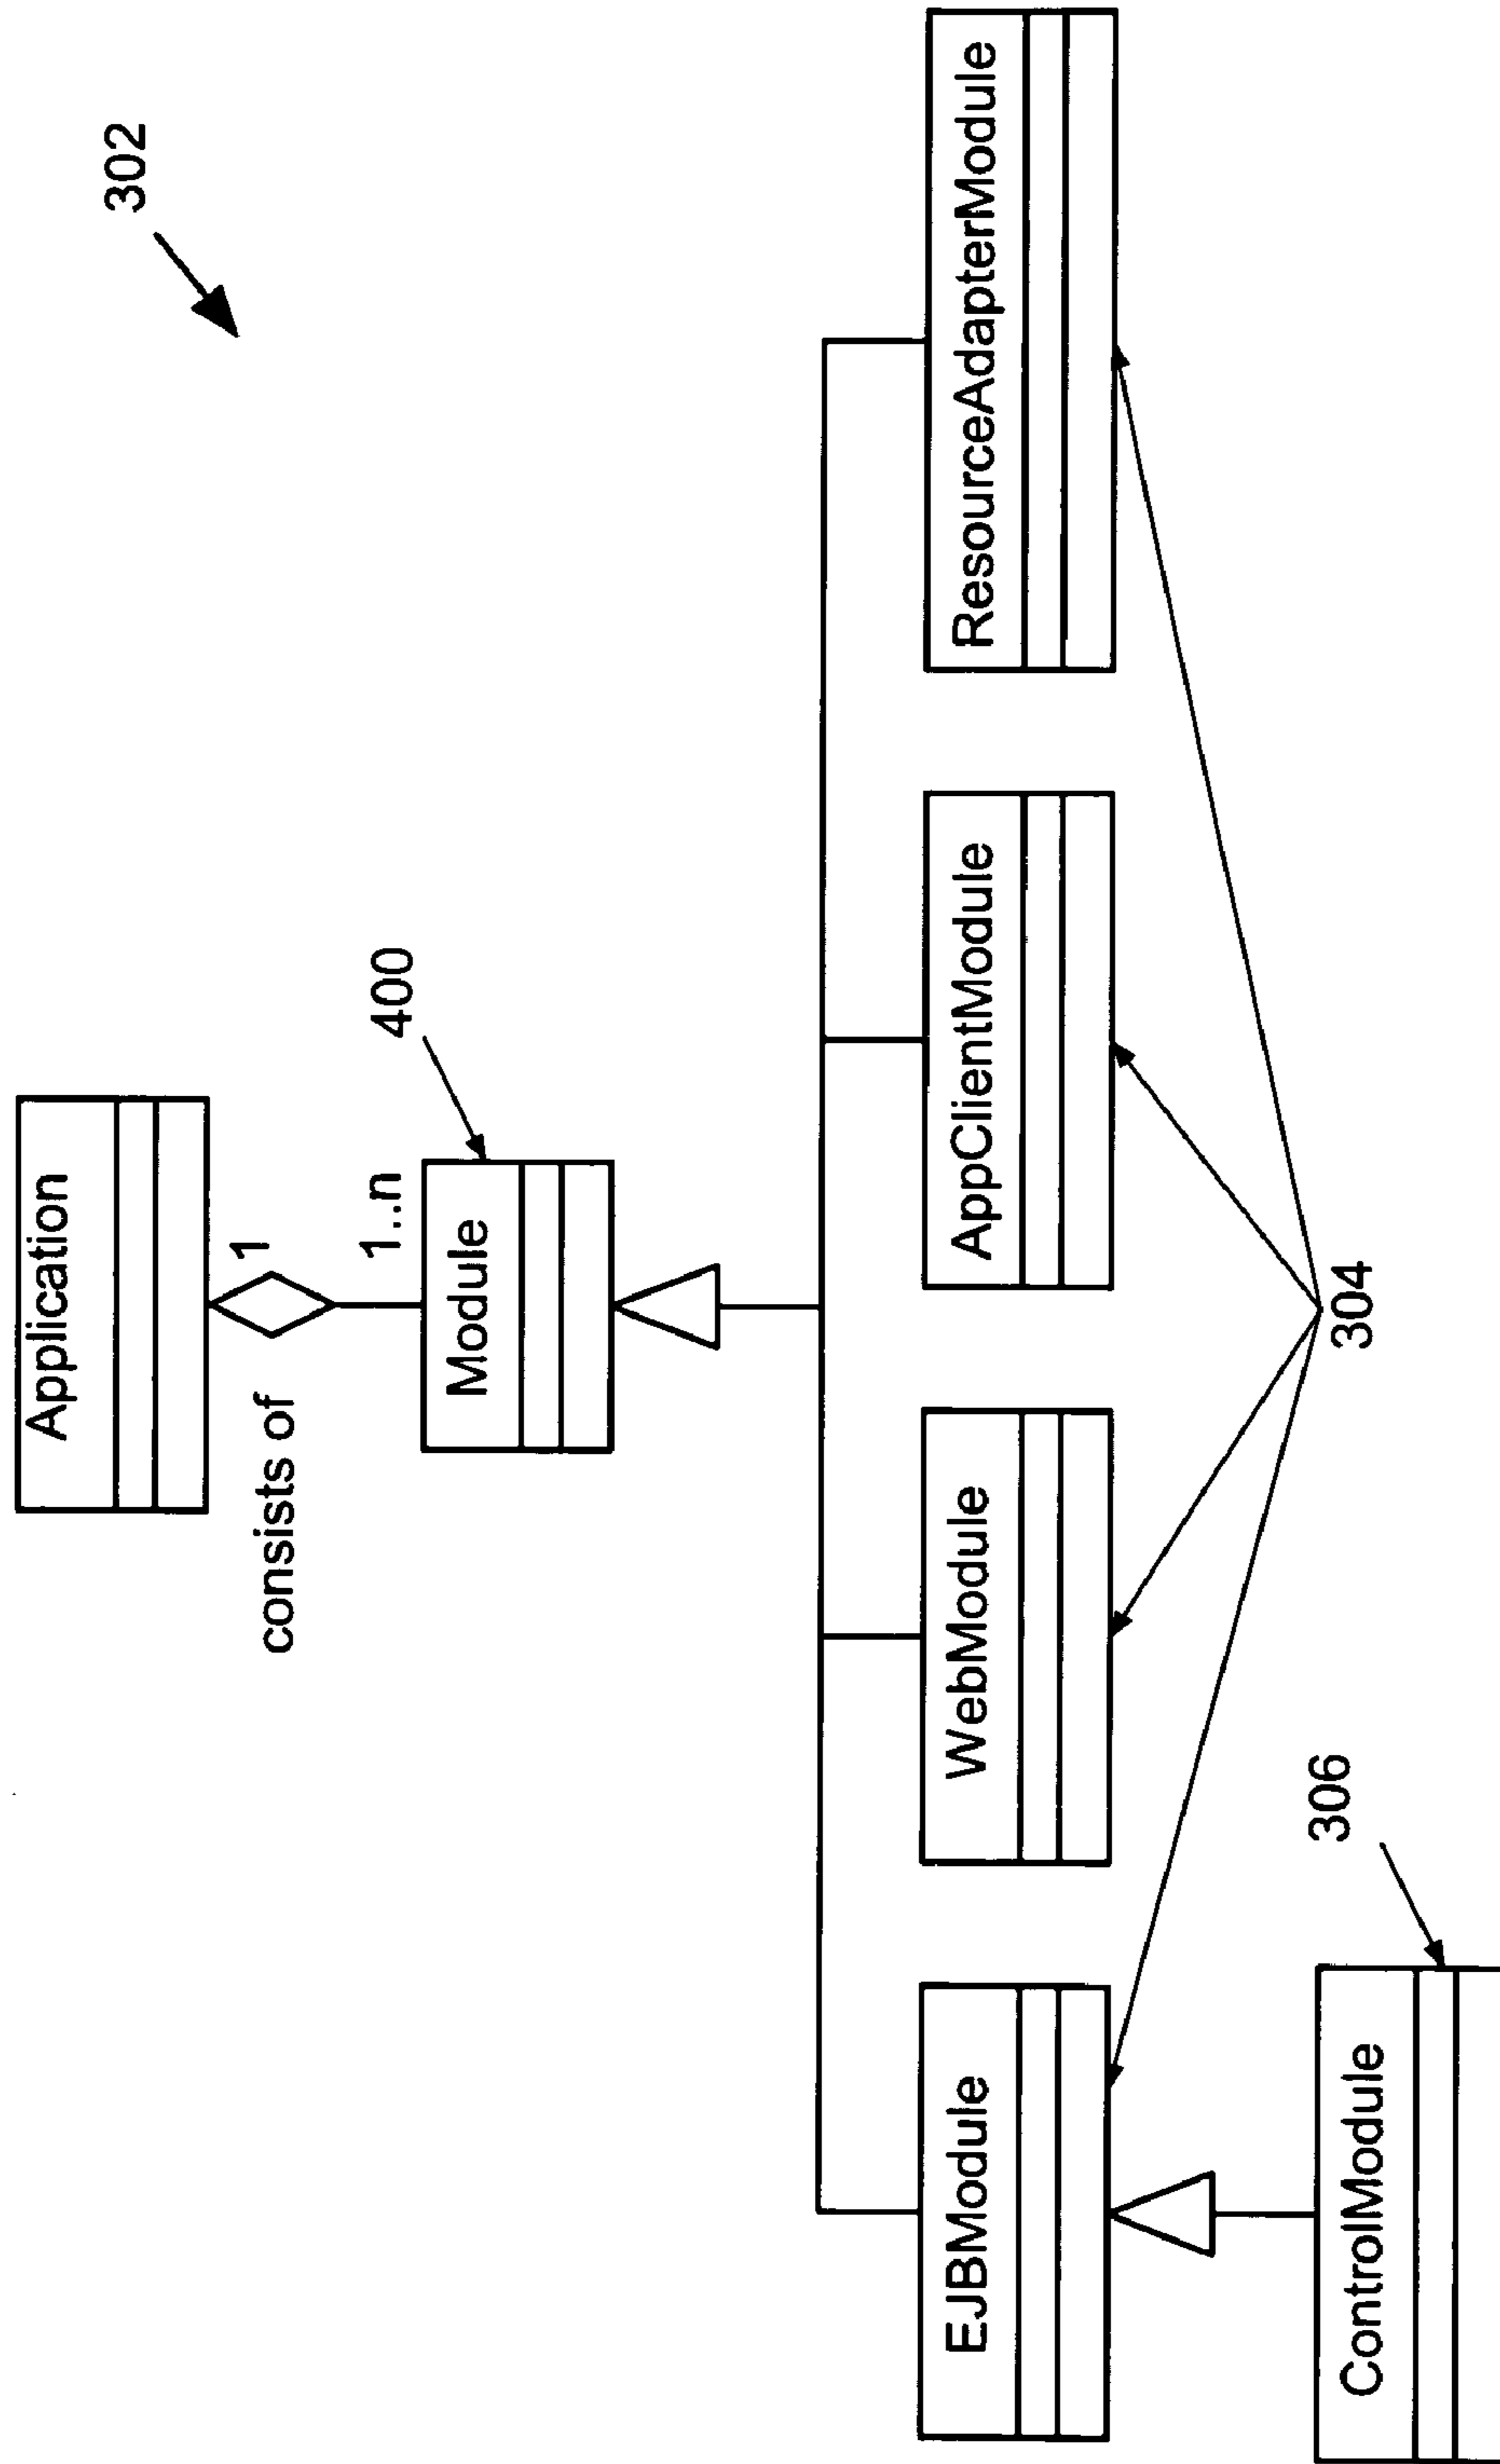 302
Application
1
consists of
1..n
400
Module
EJBModule
WebModule
AppClientModule
ResourceAdapterModule
304
306
ControlModule